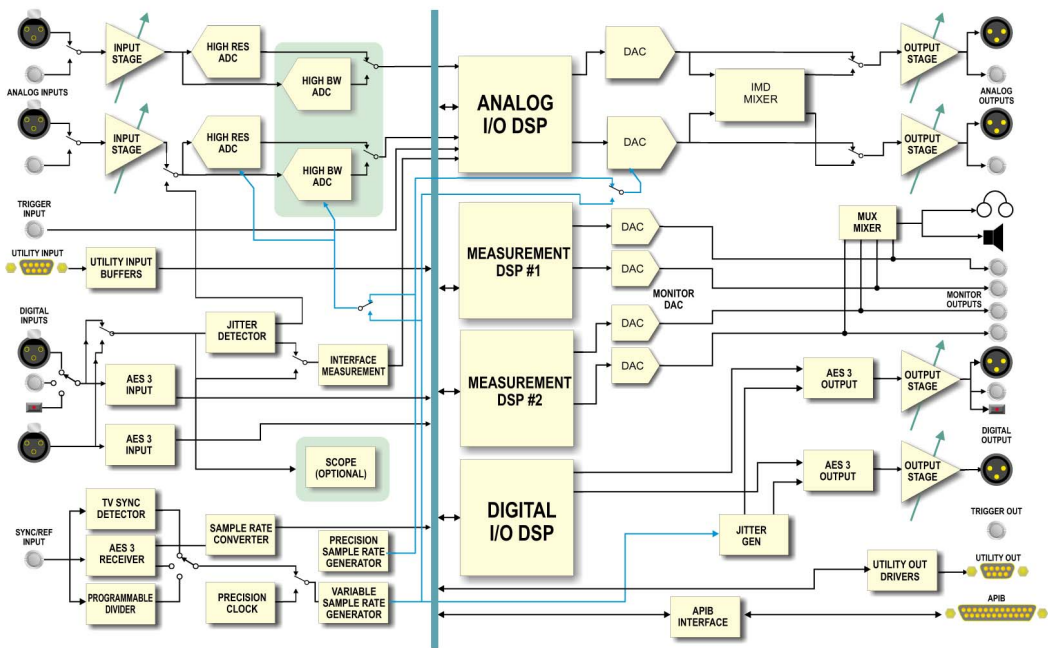 ANALOG INPUTS
INPUT
STAGE
HIGH RES
ADC
HIGH BW
ADC
INPUT
STAGE
HIGH RES
ADC
HIGH BW
ADC
TRIGGER
INPUT
UTILITY INPUT
UTILITY INPUT
BUFFERS
DIGITAL
INPUTS
JITTER
DETECTOR
INTERFACE
MEASUREMENT
AES 3
INPUT
AES 3
INPUT
SCOPE
(OPTIONAL)
SYNC/REF
INPUT
TV SYNC
DETECTOR
AES 3
RECEIVER
PROGRAMMABLE
DIVIDER
SAMPLE RATE
CONVERTER
PRECISION
CLOCK
PRECISION
SAMPLE RATE
GENERATOR
VARIABLE
SAMPLE RATE
GENERATOR
ANALOG
I/O DSP
MEASUREMENT
DSP #1
MEASUREMENT
DSP #2
DIGITAL
I/O DSP
DAC
DAC
IMD
MIXER
OUTPUT
STAGE
OUTPUT
STAGE
ANALOG
OUTPUTS
DAC
DAC
MONITOR
DAC
DAC
DAC
MUX
MIXER
MONITOR
OUTPUTS
AES 3
OUTPUT
AES 3
OUTPUT
OUTPUT
STAGE
OUTPUT
STAGE
DIGITAL
OUTPUT
JITTER
GEN
TRIGGER OUT
UTILITY OUT
DRIVERS
UTILITY OUT
APIB
INTERFACE
APIB